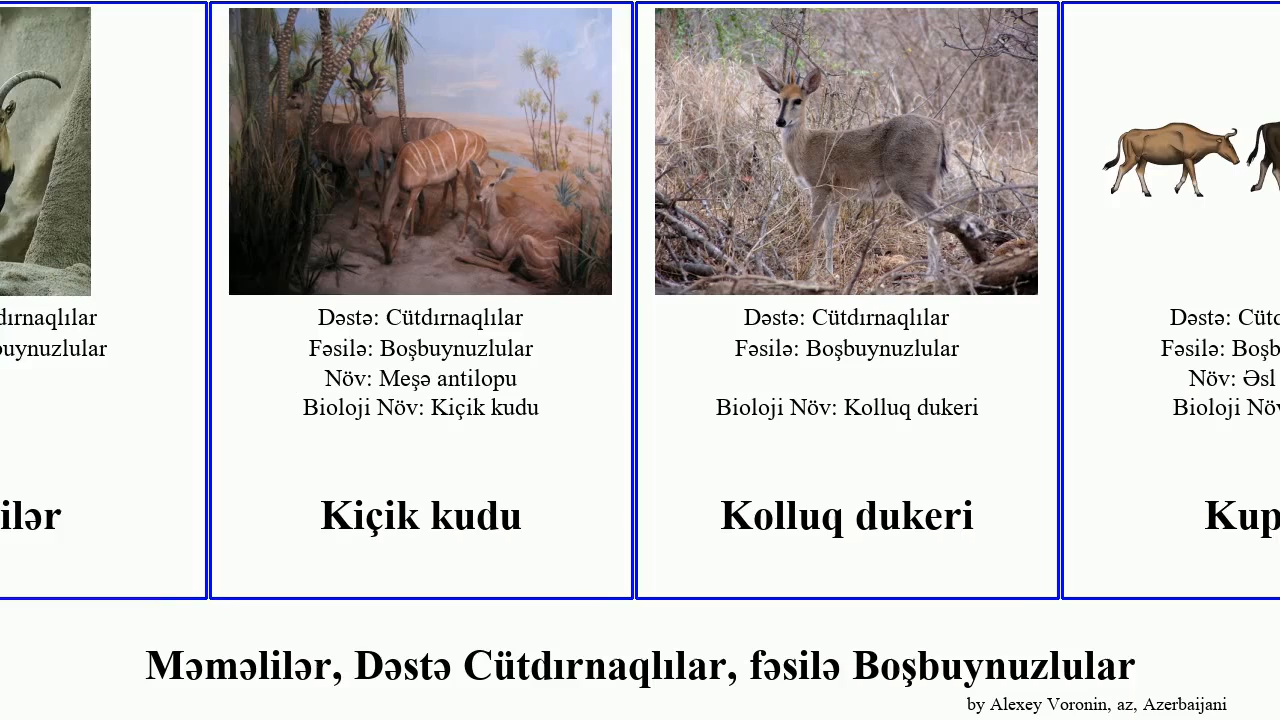 dırnaqlılar
buynuzlular
ilər
Dəstə: Cütdırnaqlılar
Fəsilə: Boşbuynuzlular
Növ: Meşə antilopu
Bioloji Növ: Kiçik kudu
Kiçik kudu
Dəstə: Cütdırnaqlılar
Fəsilə: Boşbuynuzlular
Bioloji Növ: Kolluq dukeri
Kolluq dukeri
Dəstə: Cütd
Fəsilə: Boşb
Növ: Əsl
Bioloji Növ
Kup
Məməlilər, Dəstə Cütdırnaqlılar, fəsilə Boşbuynuzlular
by Alexey Voronin, az, Azerbaijani